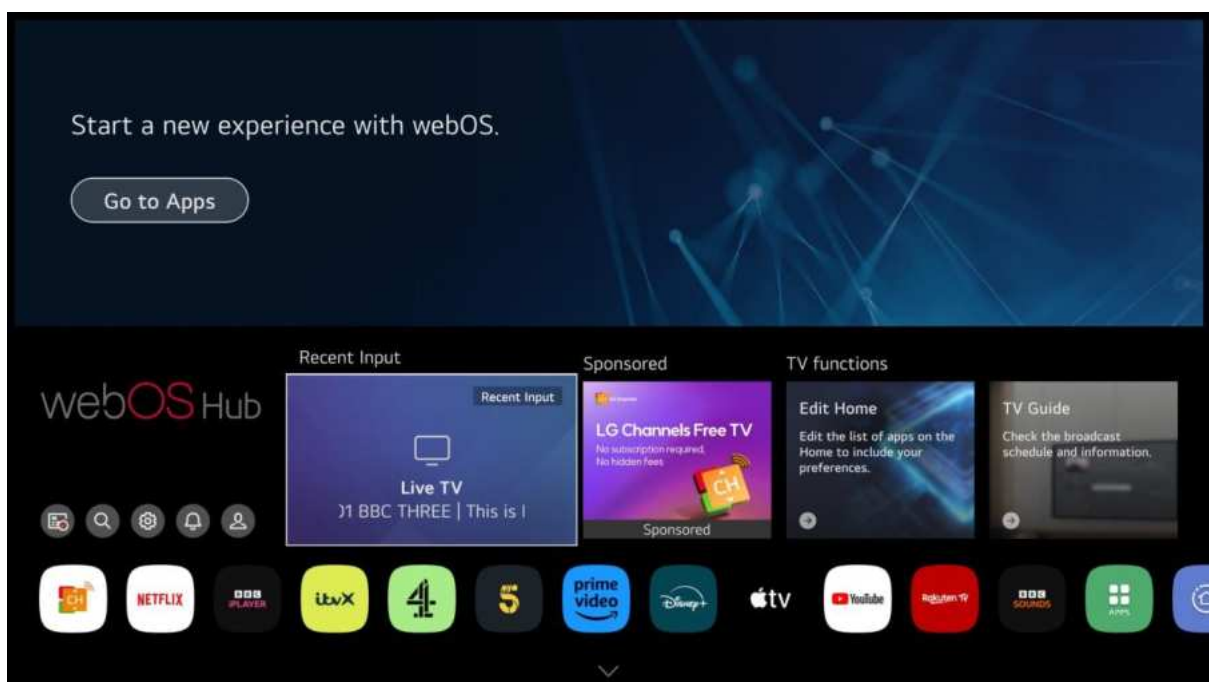 Start a new experience with webOS.
Go to Apps
webOS Hub
Recent Input
Recent Input
Live TV
01 BBC THREE | This is I
Sponsored
LG Channels
LG Channels Free TV
No subscription required,
No hidden fees
CH
Sponsored
TV functions
Edit Home
Edit the list of apps on the
Home to include your
preferences.
TV Guide
Check the broadcast
schedule and information.
CH
NETFLIX
BBC
iPLAYER
itvX
4
5
prime
video
Disney+
tv
YouTube
Rakuten TV
BBC
SOUNDS
APPS